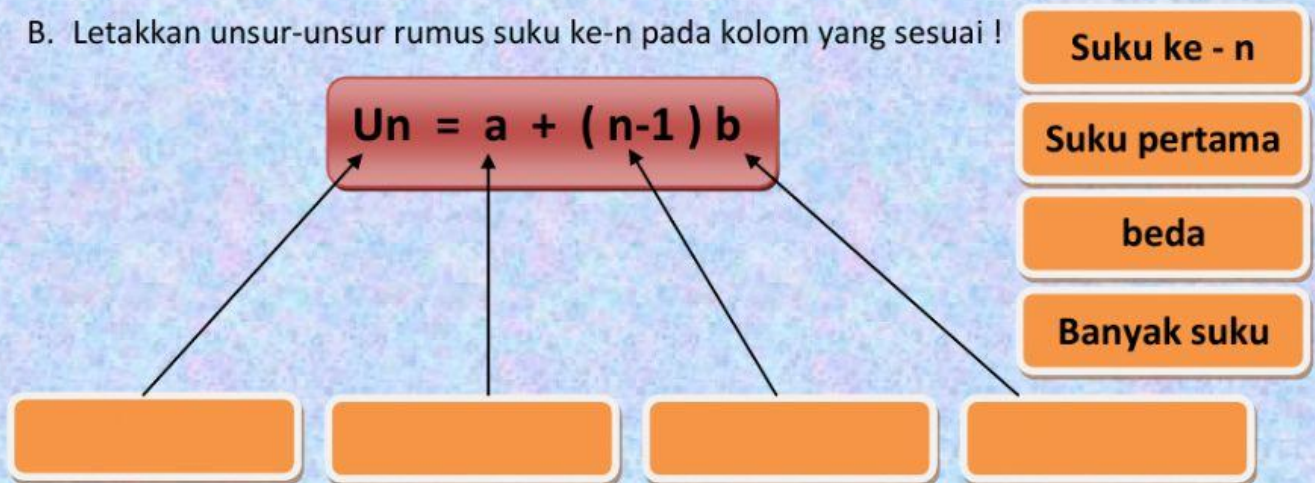 B. Letakkan unsur-unsur rumus suku ke-n pada kolom yang sesuai !
Un = a + ( n-1 ) b
Suku ke - n
Suku pertama
beda
Banyak suku